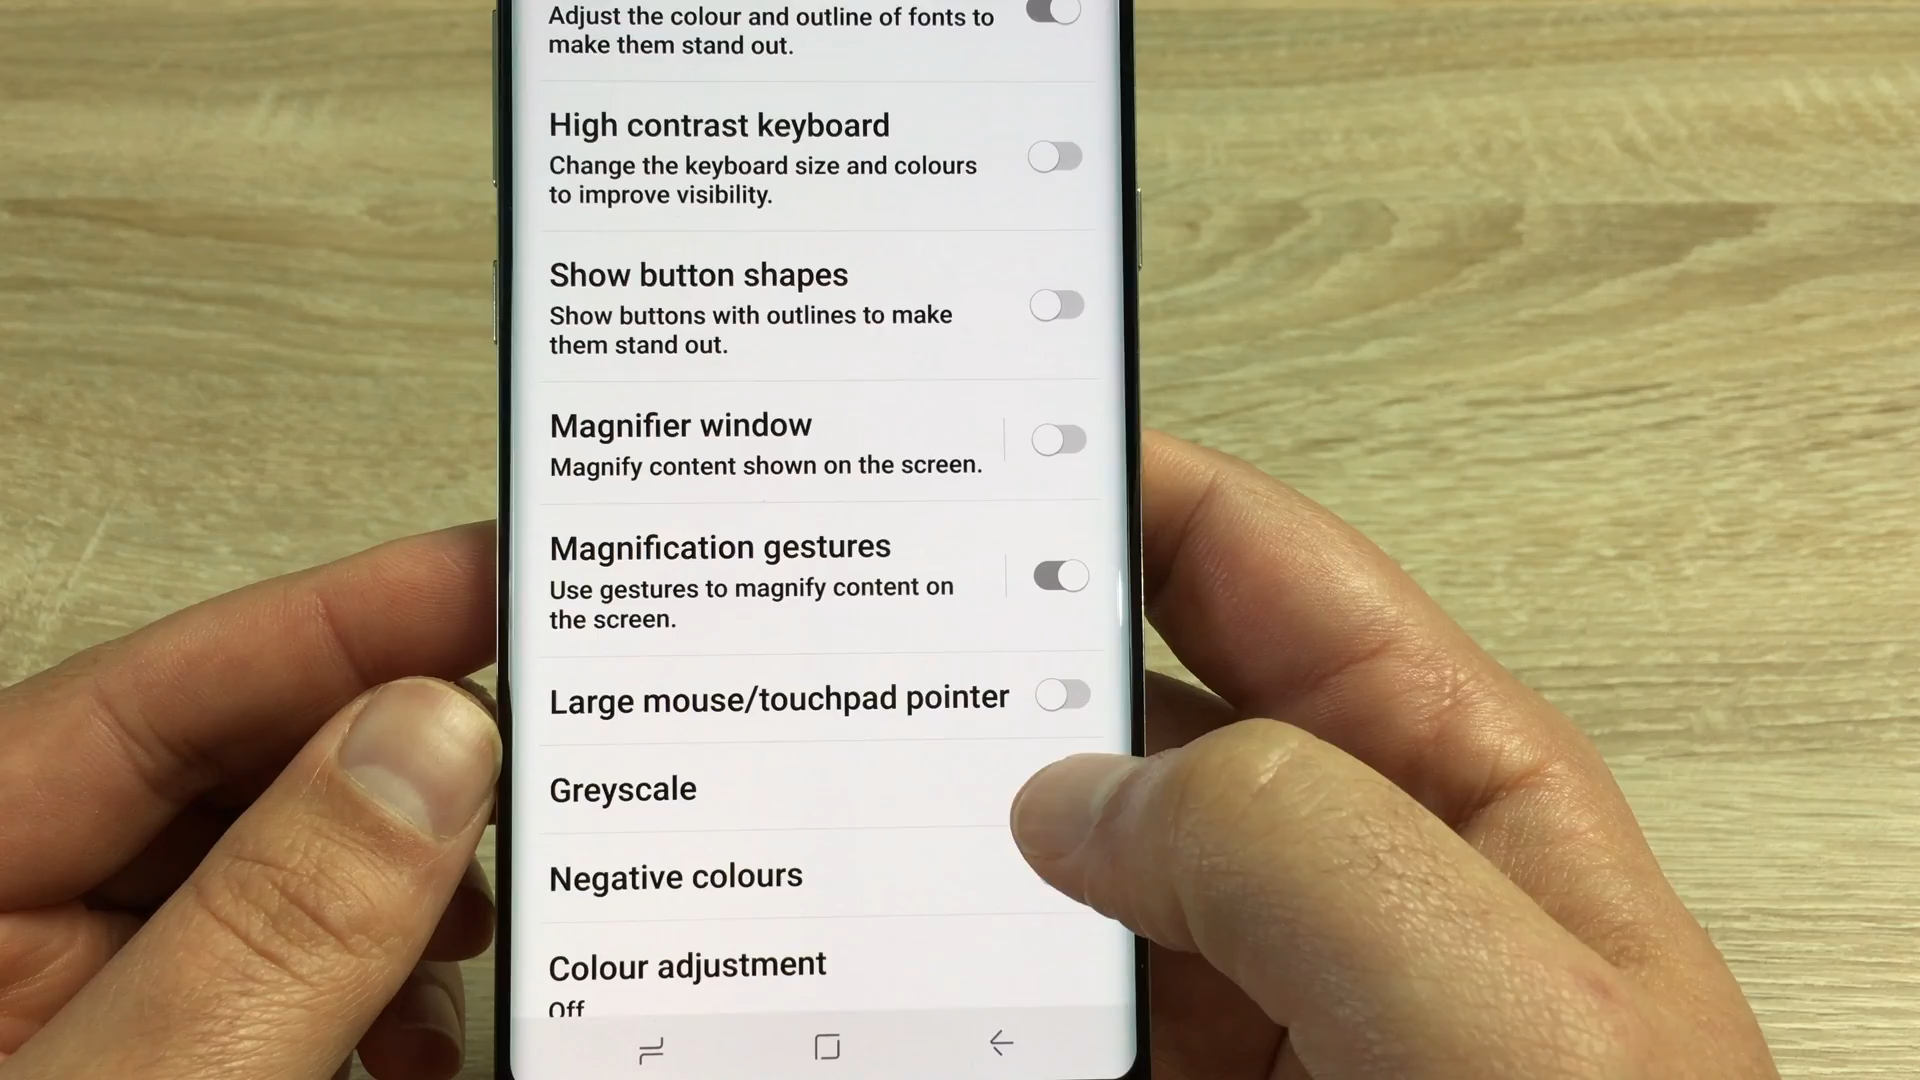 Adjust the colour and outline of fonts to
make them stand out.
High contrast keyboard
Change the keyboard size and colours
to improve visibility.
Show button shapes
Show buttons with outlines to make
them stand out.
Magnifier window
Magnify content shown on the screen.
Magnification gestures
Use gestures to magnify content on
the screen.
Large mouse/touchpad pointer
Greyscale
Negative colours
Colour adjustment
Off